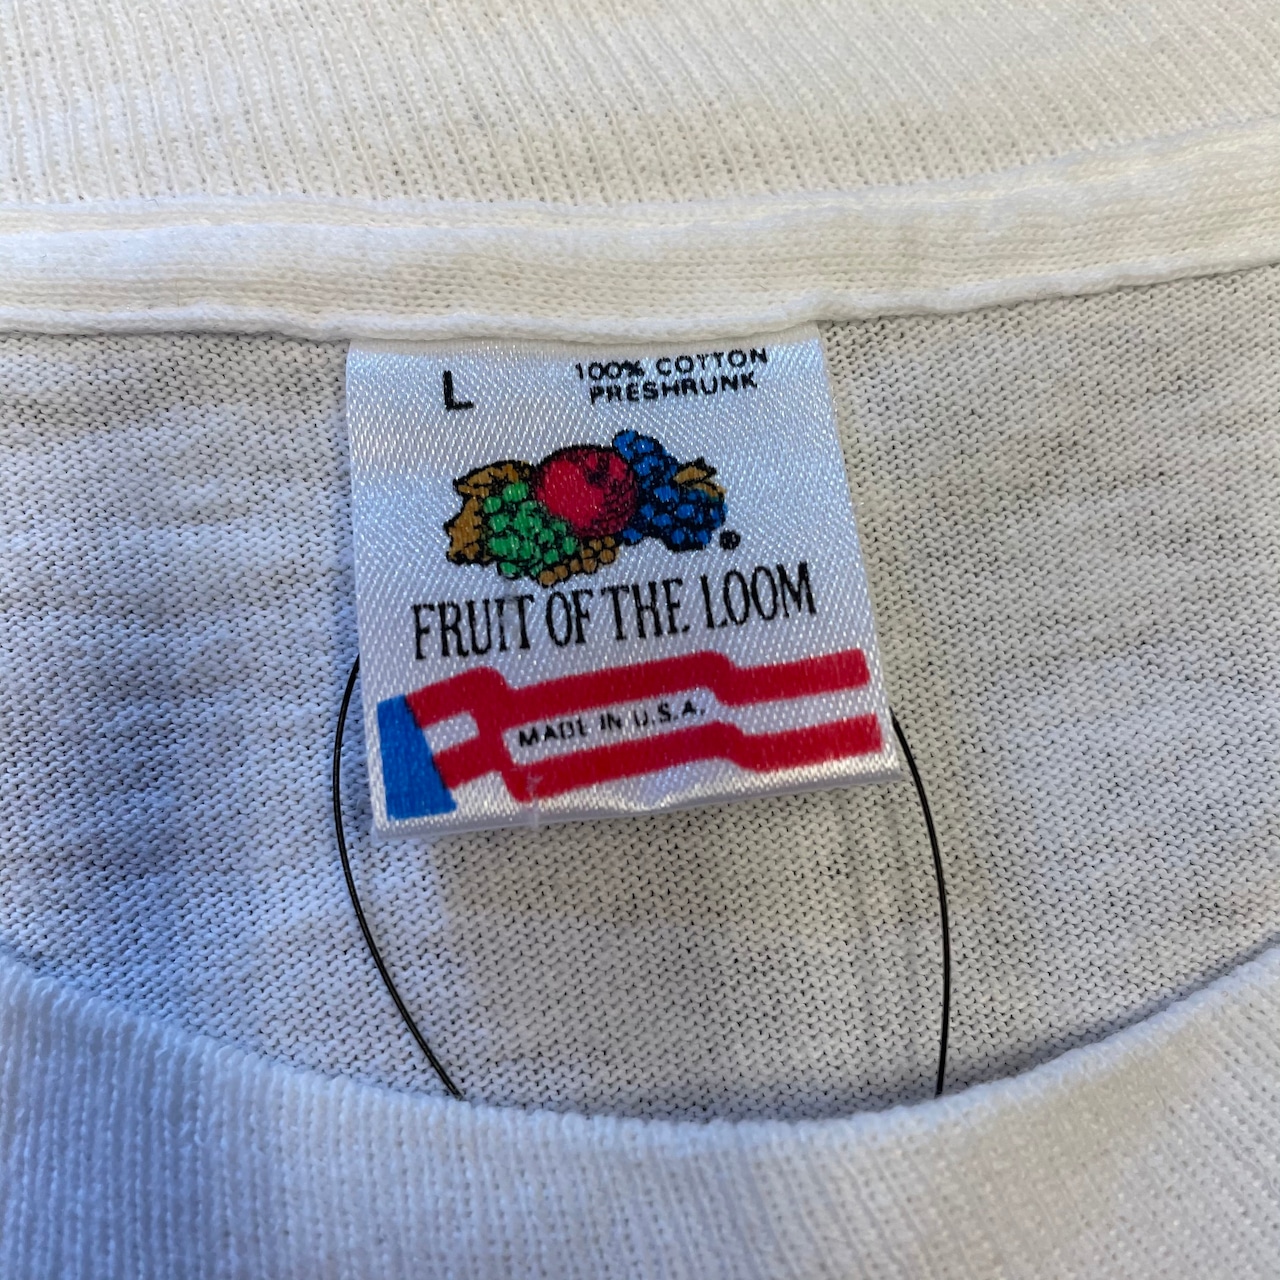 L
100% COTTON
PRESHRUNK
FRUIT OF THE LOOM
MADE IN U.S.A.